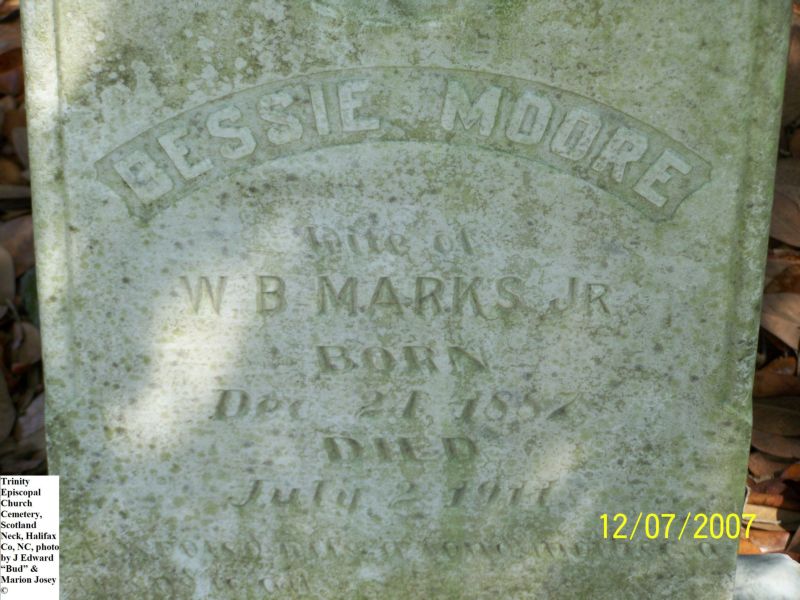 BESSIE MOORE
Wife of
W B MARKS JR
BORN
Dec. 21, 1887
DIED
July 2 1911
12/07/2007
Trinity
Episcopal
Church
Cemetery,
Scotland
Neck, Halifax
Co, NC, photo
by J Edward
“Bud” &
Marion Josey
©